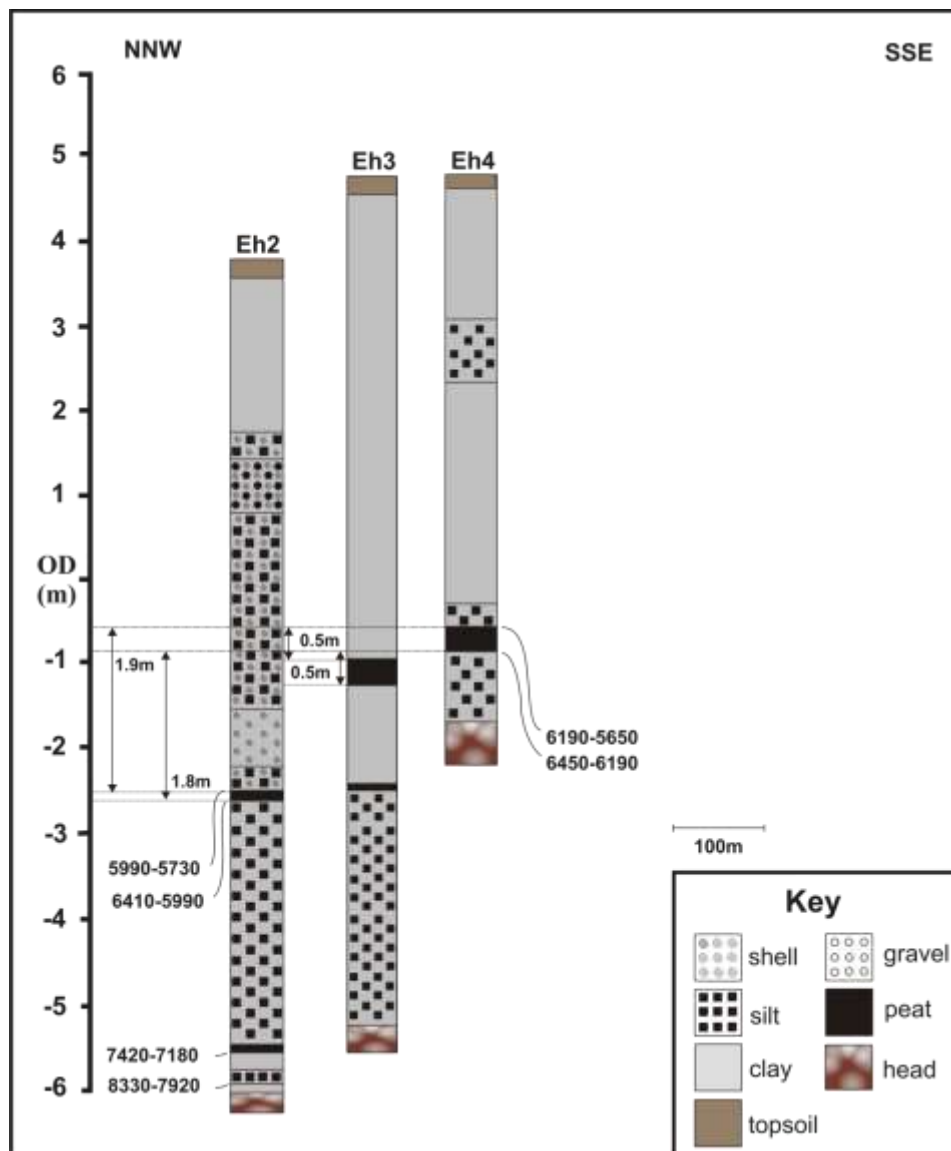 NNW
SSE
6
5
4
3
2
1
OD
(m)
-1
-2
-3
-4
-5
-6
Eh2
Eh3
Eh4
1.9m
0.5m
0.5m
1.8m
6190-5650
6450-6190
5990-5730
6410-5990
7420-7180
8330-7920
100m
Key
shell
gravel
silt
peat
clay
head
topsoil